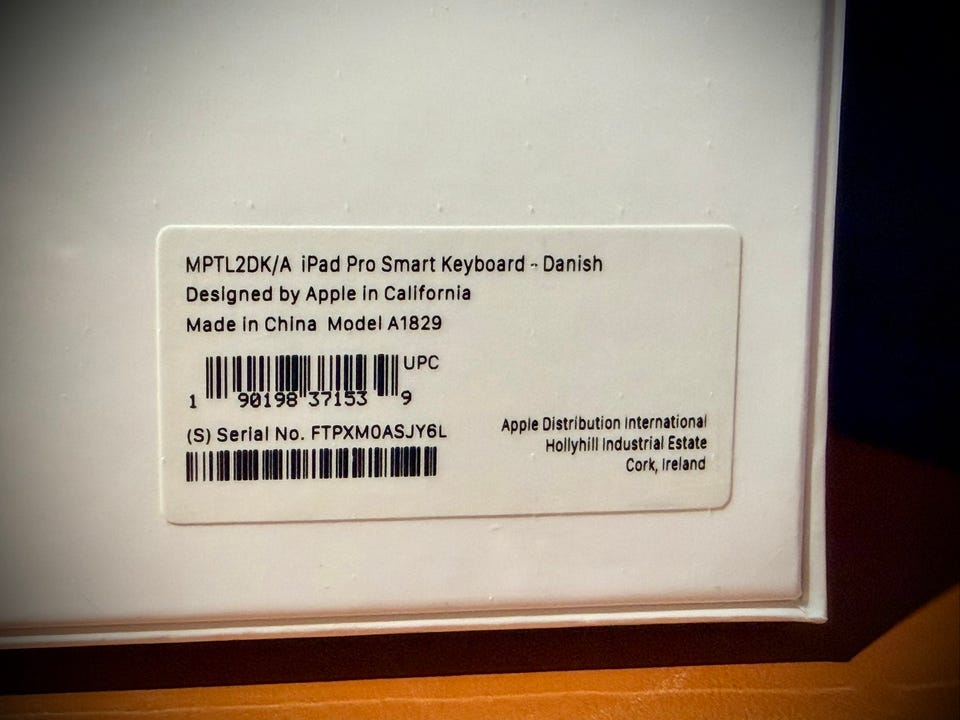 MPTL2DK/A iPad Pro Smart Keyboard - Danish
Designed by Apple in California
Made in China Model A1829
UPC
1 90198 37153 9
(S) Serial No. FTPXM0ASJY6L
Apple Distribution International
Hollyhill Industrial Estate
Cork, Ireland